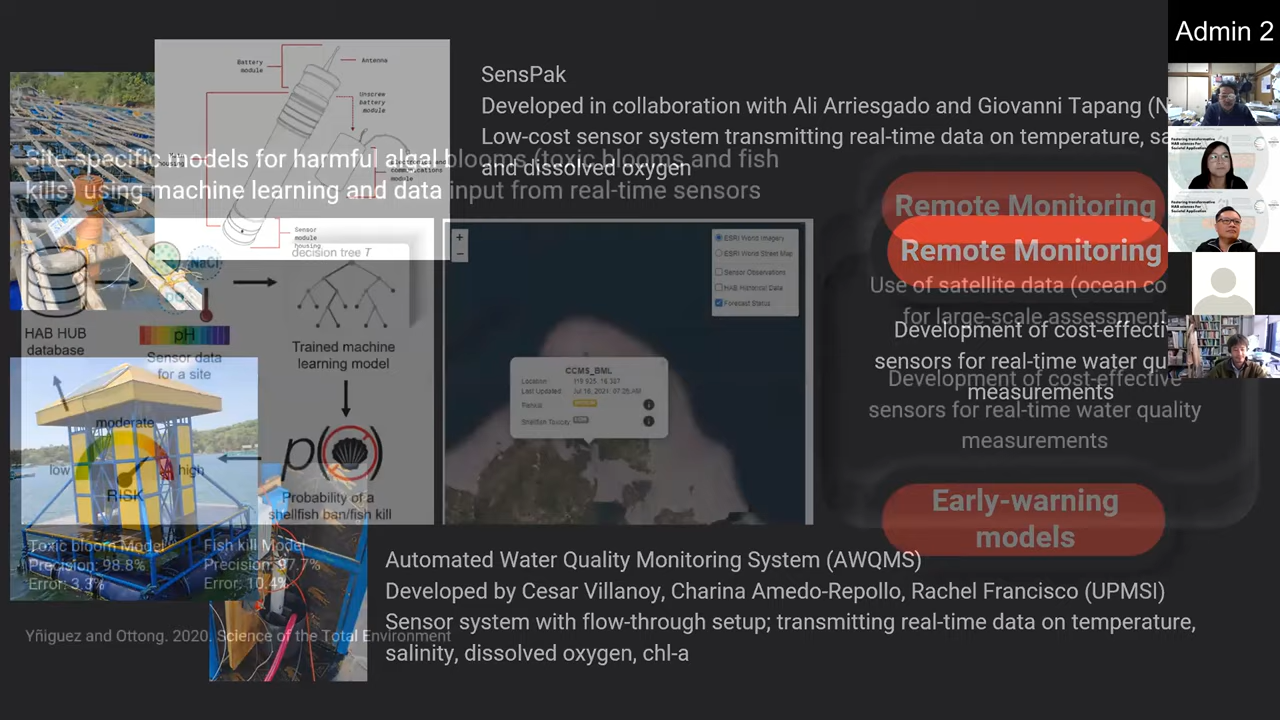 Admin 2
SensPak
Developed in collaboration with Ali Arriesgado and Giovanni Tapang (N
Low-cost sensor system transmitting real-time data on temperature, sa
and dissolved oxygen
Battery
module
Antenna
Unscrew
battery
module
communications
module
Sensor
module
housing
Site-specific models for harmful algal blooms (toxic blooms and fish
kills) using machine learning and data input from real-time sensors
Remote Monitoring
Remote Monitoring
Use of satellite data (ocean co
for large-scale assessment
Development of cost-effecti
sensors for real-time water qu
measurements
Development of cost-effective
sensors for real-time water quality
measurements
Early-warning
models
decision tree T
NaCl
HAB HUB
database
pH
Sensor data
for a site
Trained machine
learning model
p( )
Probability of a
shellfish ban/fish kill
low
moderate
high
RISK
+
−
ESRI World Imagery
ESRI World Street Map
Sensor Observations
HAB Historical Data
Forecast Status
CCMS_BML
Location:
Last Updated: Jul 16, 2021,
Shellfish Toxicity:
Toxic bloom Model
Precision: 98.8%
Error: 3.3%
Fish kill Model
Precision: 97.7%
Error: 10.4%
Yñiguez and Ottong. 2020. Science of the Total Environment
Automated Water Quality Monitoring System (AWQMS)
Developed by Cesar Villanoy, Charina Amedo-Repollo, Rachel Francisco (UPMSI)
Sensor system with flow-through setup; transmitting real-time data on temperature,
salinity, dissolved oxygen, chl-a